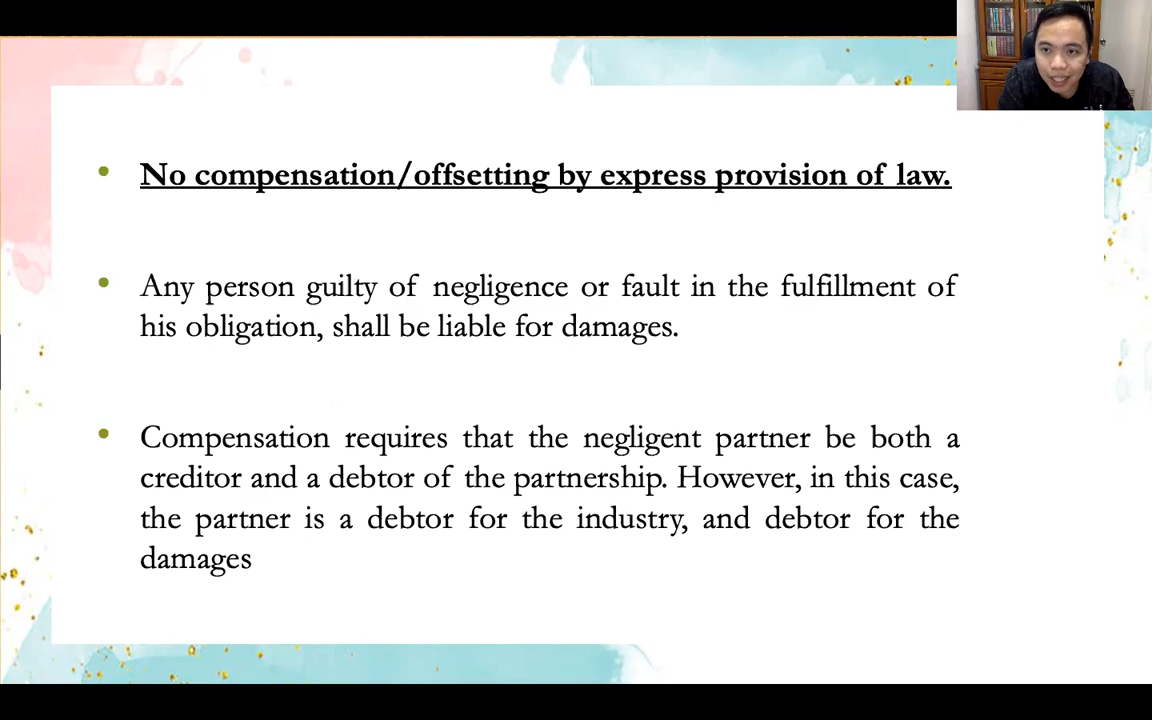 • No compensation/offsetting by express provision of law.
• Any person guilty of negligence or fault in the fulfillment of
his obligation, shall be liable for damages.
• Compensation requires that the negligent partner be both a
creditor and a debtor of the partnership. However, in this case,
the partner is a debtor for the industry, and debtor for the
damages